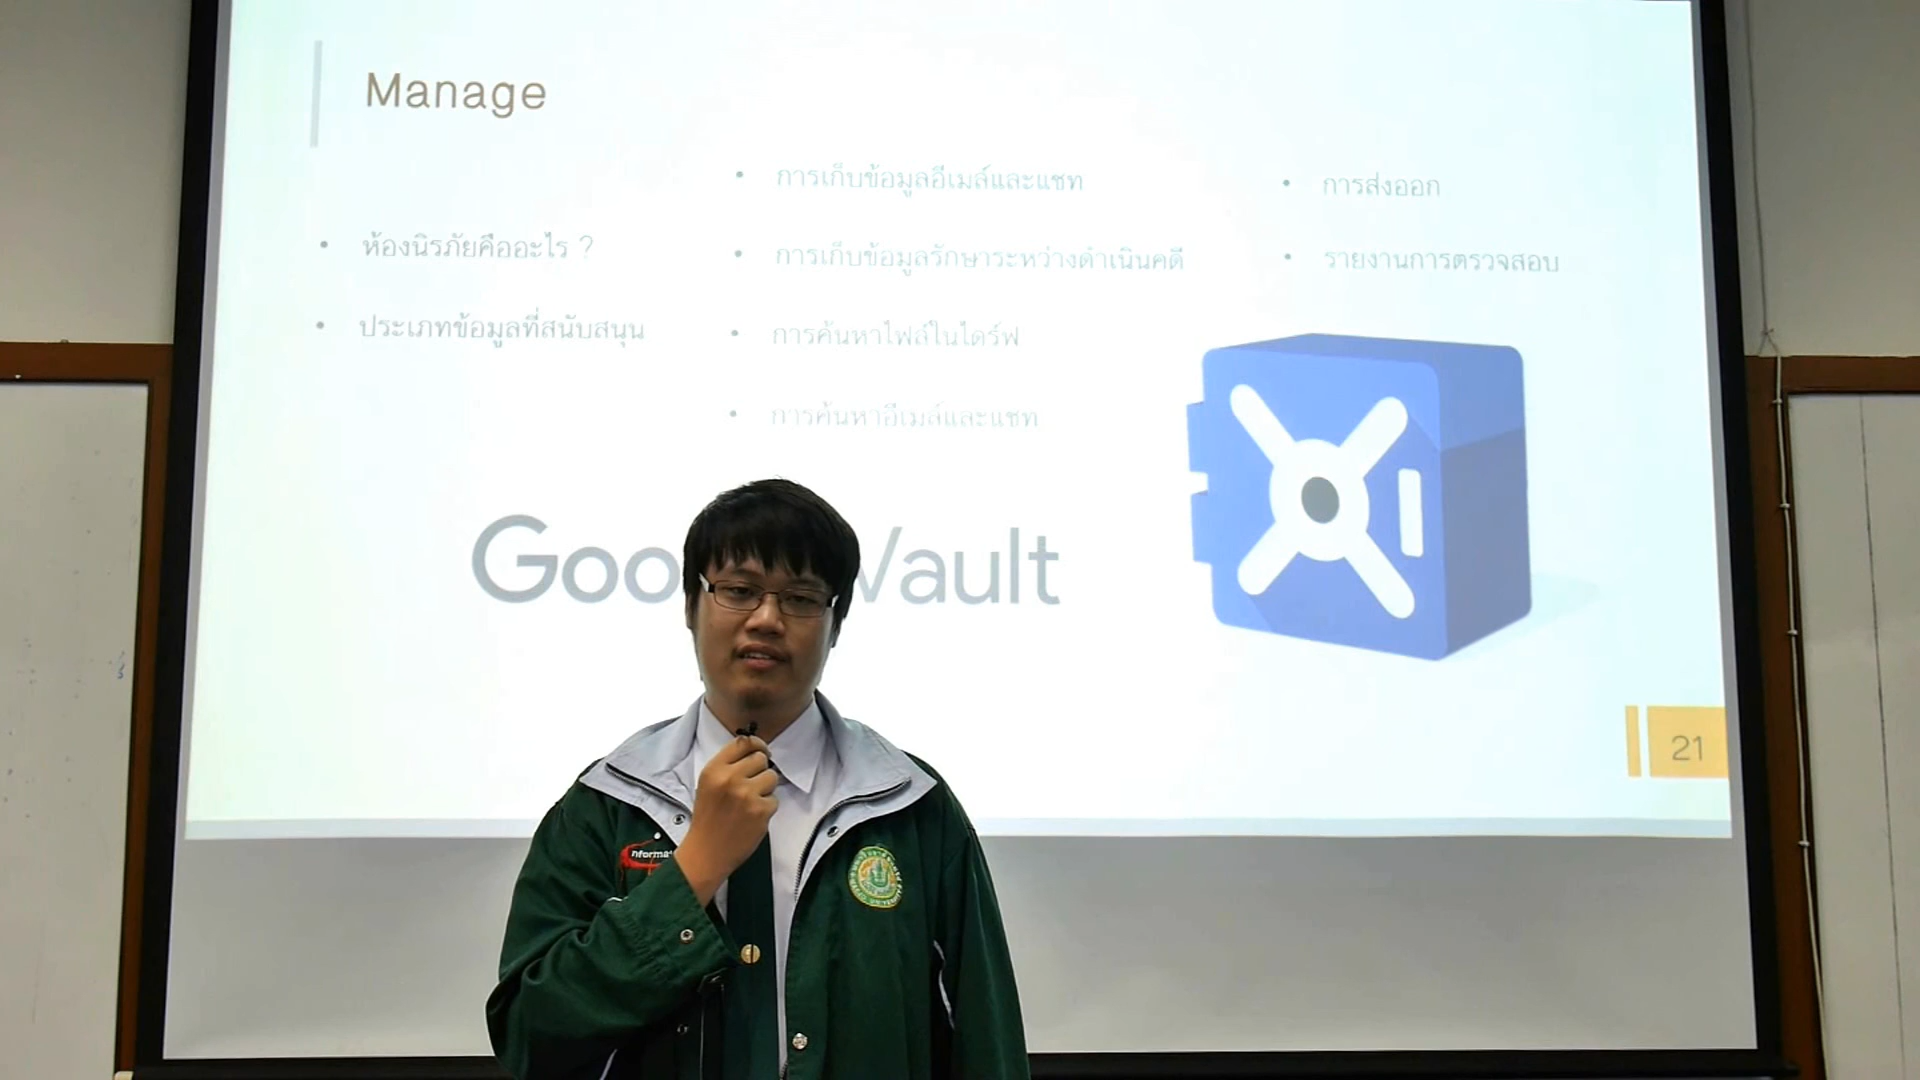 Manage
ห้องนิรภัยคืออะไร ?
ประเภทข้อมูลที่สนับสนุน
การเก็บข้อมูลอีเมล์และแชท
การเก็บข้อมูลรักษาระหว่างดำเนินคดี
การค้นหาไฟล์ในไดร์ฟ
การค้นหาอีเมล์และแชท
การส่งออก
รายงานการตรวจสอบ
Goo Vault
21
nforma